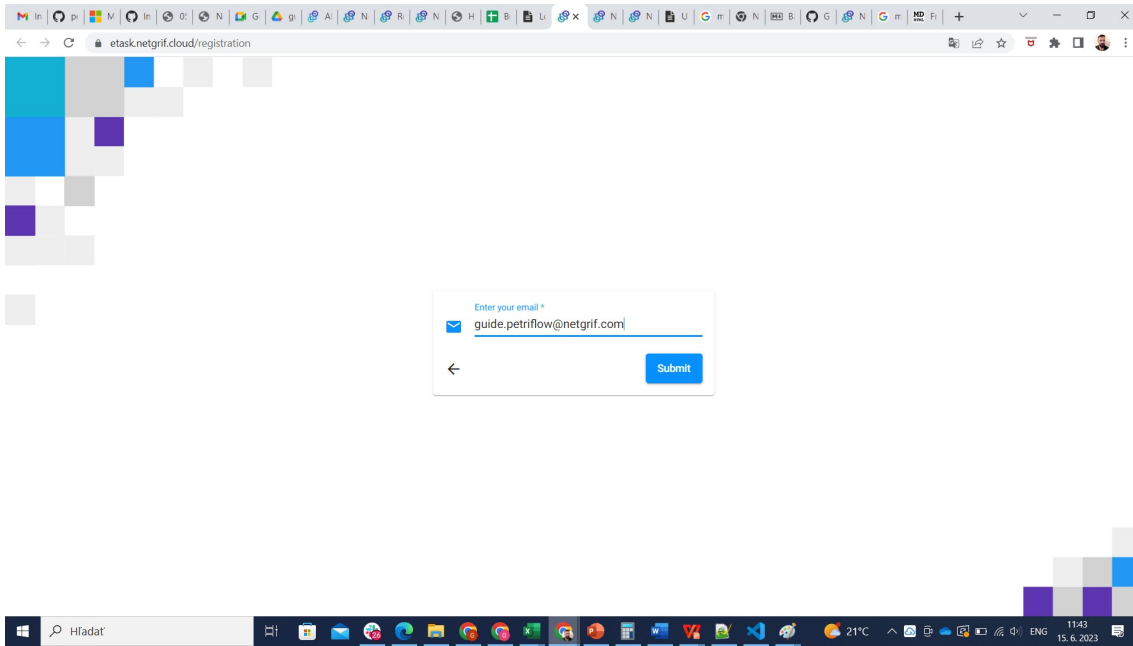 etask.netgrif.cloud/registration
Enter your email *
guide.petriflow@netgrif.com
Submit
Hľadať
26
21°C
ENG
11:43
15. 6. 2023